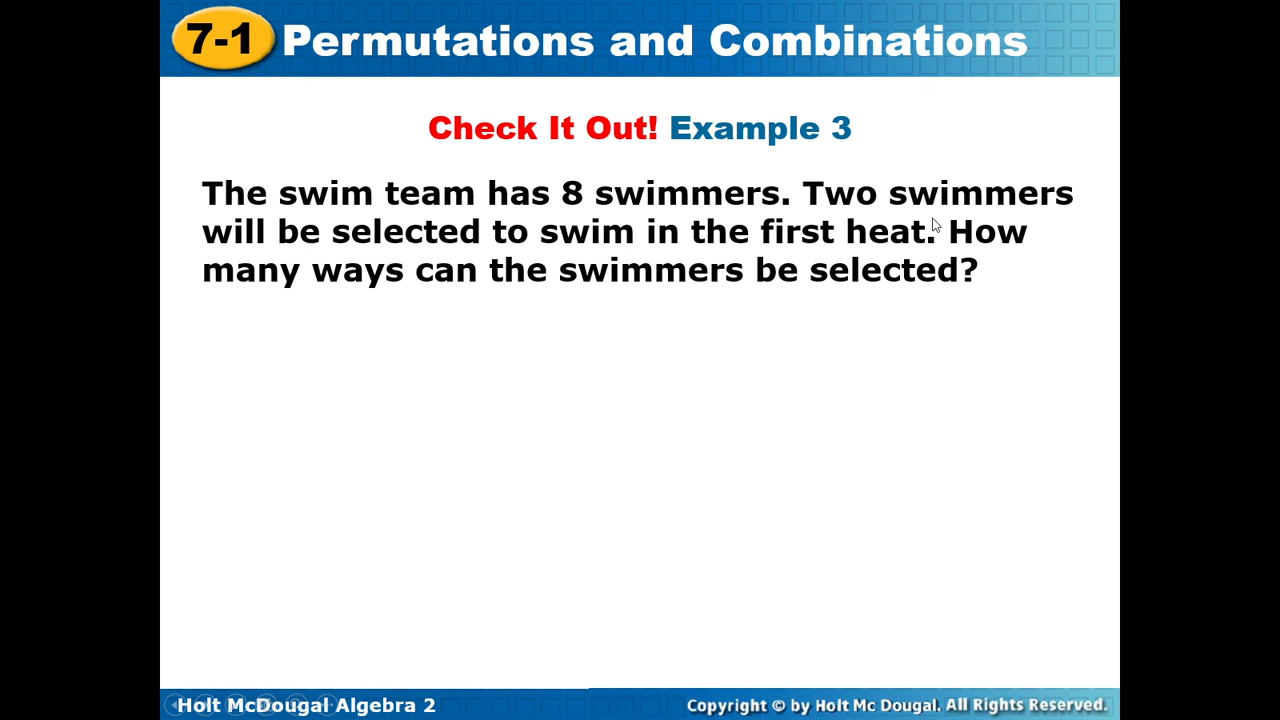 7-1 Permutations and Combinations
Check It Out! Example 3
The swim team has 8 swimmers. Two swimmers
will be selected to swim in the first heat. How
many ways can the swimmers be selected?
Holt McDougal Algebra 2
Copyright © by Holt Mc Dougal. All Rights Reserved.